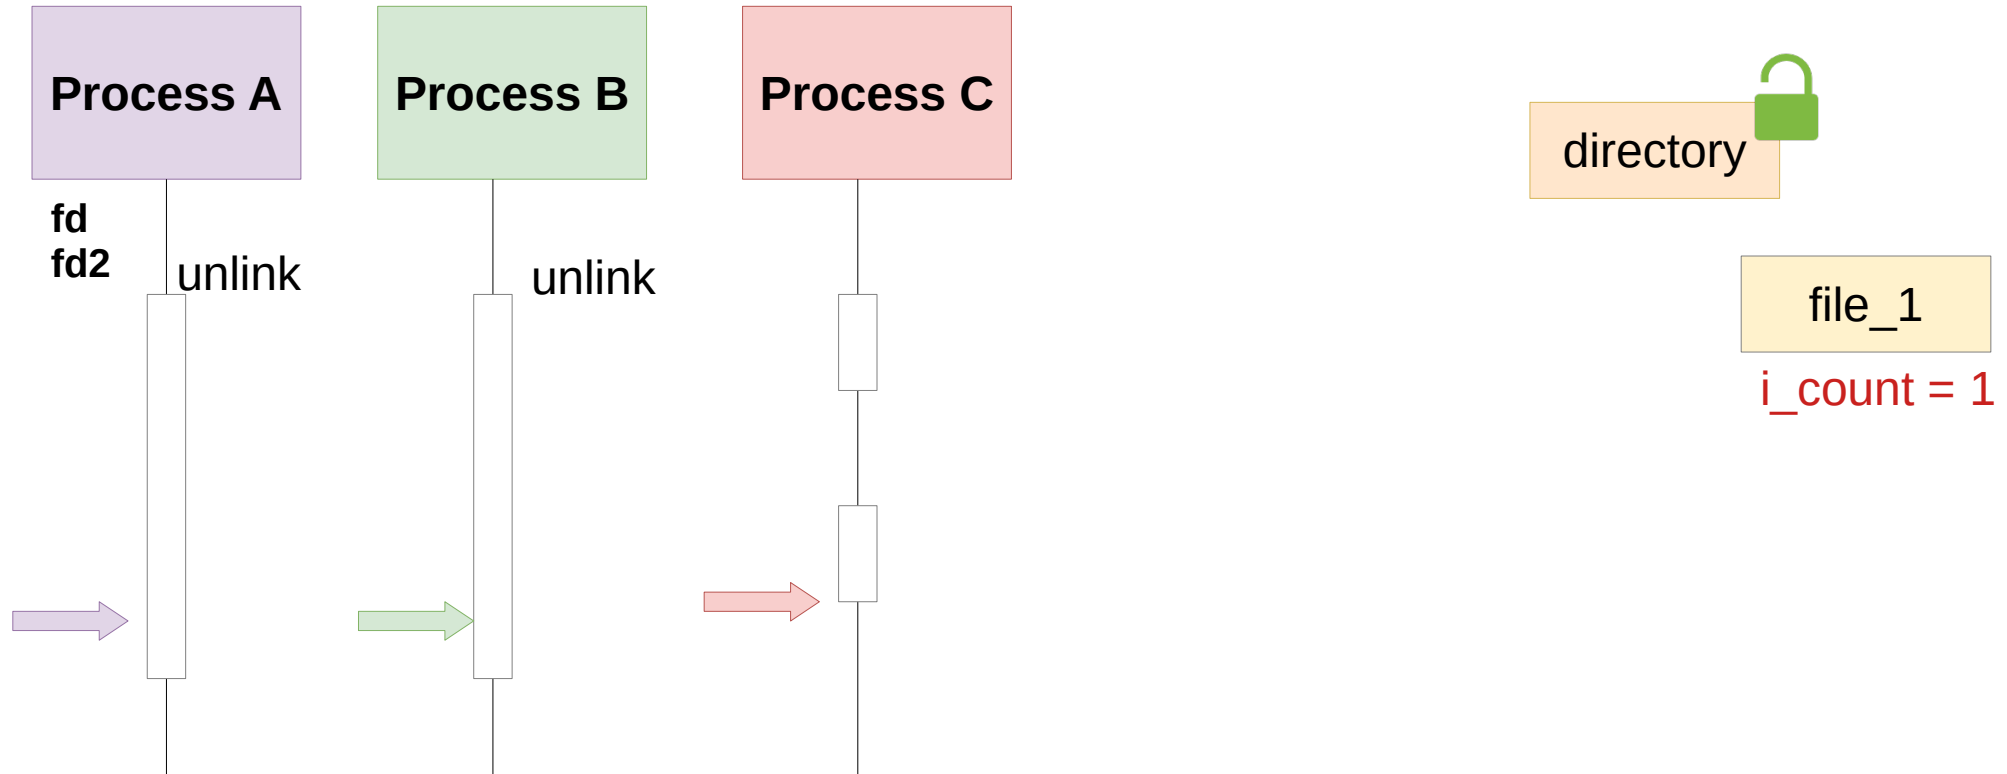 Process A
Process B
Process C
directory
fd
fd2
unlink
unlink
file_1
i_count = 1